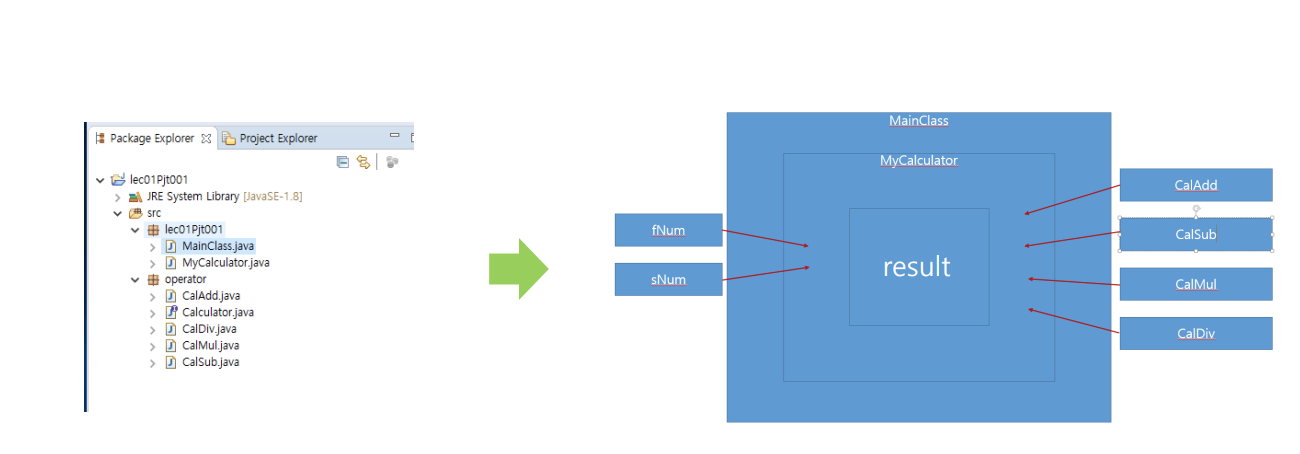 Package Explorer
Project Explorer
lec01Pjt001
JRE System Library [JavaSE-1.8]
src
lec01Pjt001
MainClass.java
MyCalculator.java
operator
CalAdd.java
Calculator.java
CalDiv.java
CalMul.java
CalSub.java
MainClass
MyCalculator
fNum
sNum
result
CalAdd
CalSub
CalMul
CalDiv